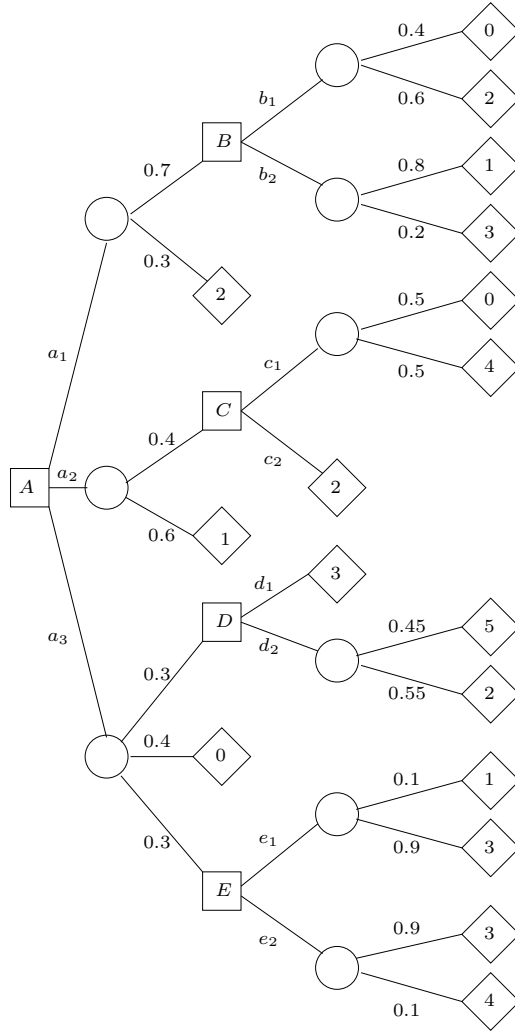 0.4 0
b₁
0.6 2
0.7 B
b₂ 0.8 1
0.2 3
0.3 2
a₁
0.5 0
c₁
0.5 4
0.4 C
c₂
A a₂ 2
0.6 1
d₁ 3
D
a₃ d₂ 0.45 5
0.3
0.55 2
0.4 0
0.1 1
e₁
0.3 0.9 3
E
e₂ 0.9 3
0.1 4